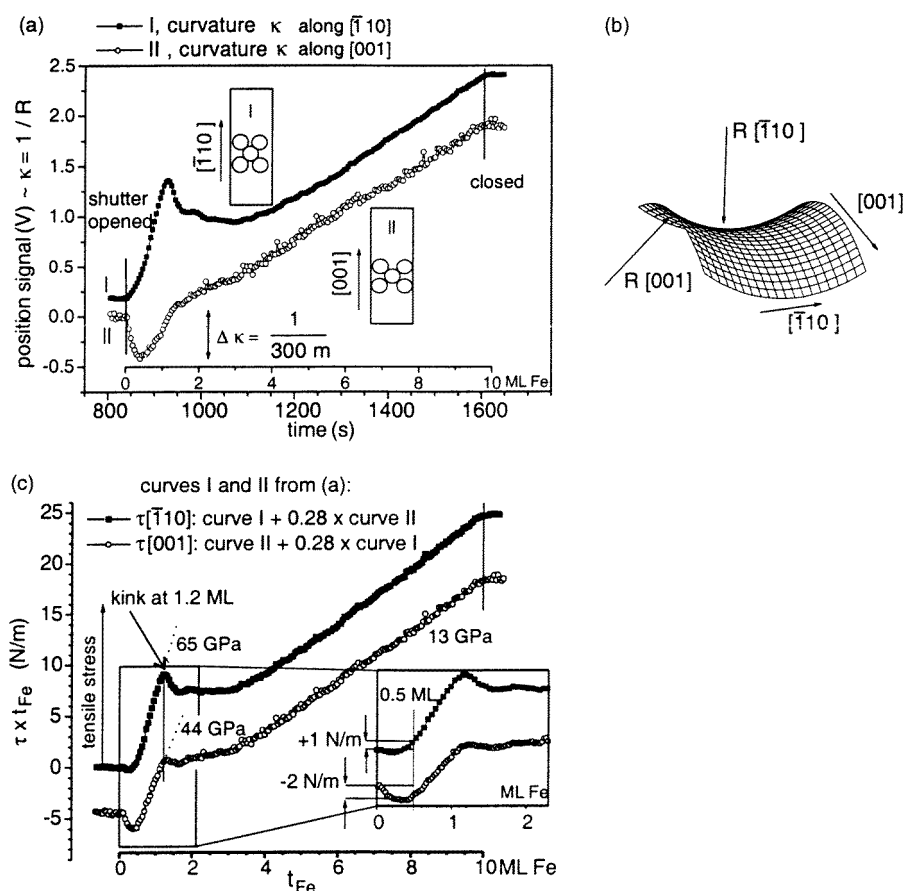 (a)
I, curvature κ along [1̄10]
II , curvature κ along [001]
2.5
2.0
1.5
1.0
0.5
0.0
-0.5
position signal (V) ~ κ = 1 / R
shutter
opened
I
II
[1̄10]
I
closed
[001]
II
Δ κ = 1 / 300 m
0 2 4 6 8 10 ML Fe
800 1000 1200 1400 1600
time (s)
(b)
R [1̄10]
[001]
R [001]
[1̄10]
(c)
curves I and II from (a):
τ[1̄10]: curve I + 0.28 x curve II
τ[001]: curve II + 0.28 x curve I
25
20
15
10
5
0
-5
τ x tFe (N/m)
tensile stress
kink at 1.2 ML
65 GPa
44 GPa
13 GPa
0.5 ML
+1 N/m
-2 N/m
ML Fe
0 1 2
0 2 4 6 8 10 ML Fe
tFe